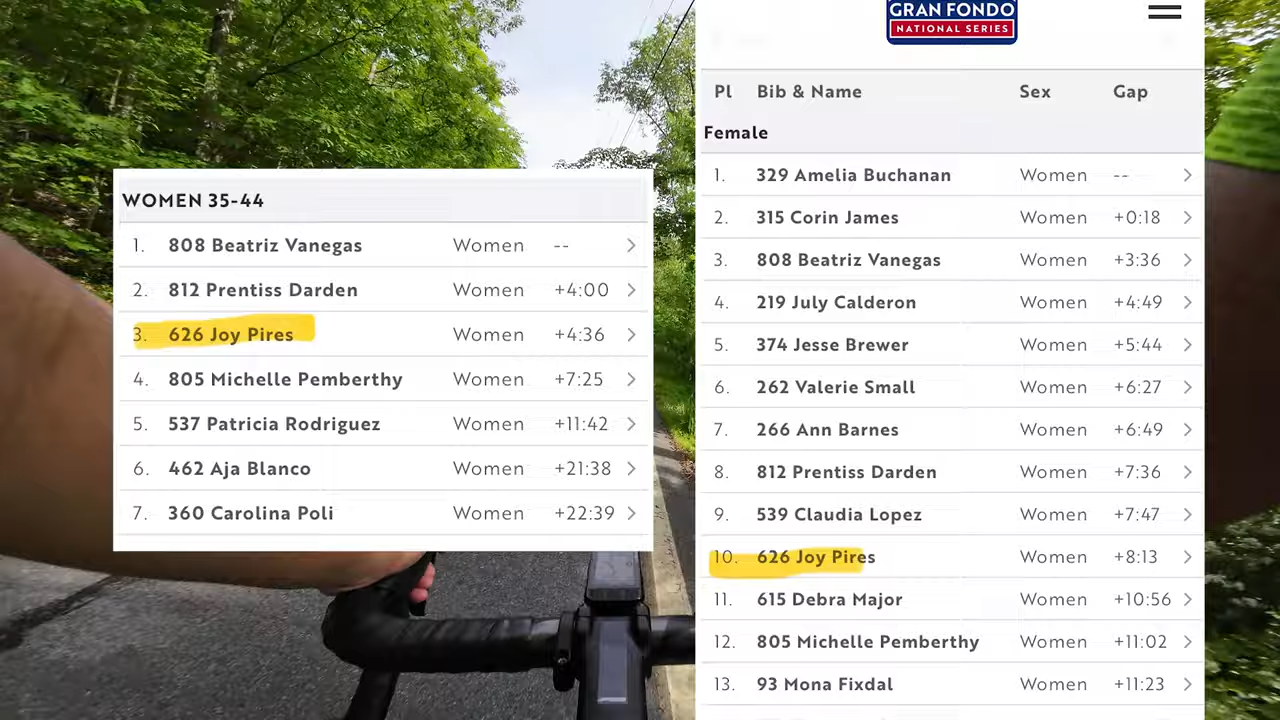 WOMEN 35-44
1. 808 Beatriz Vanegas Women -- >
2. 812 Prentiss Darden Women +4:00 >
3. 626 Joy Pires Women +4:36 >
4. 805 Michelle Pemberthy Women +7:25 >
5. 537 Patricia Rodriguez Women +11:42 >
6. 462 Aja Blanco Women +21:38 >
7. 360 Carolina Poli Women +22:39 >
GRAN FONDO
NATIONAL SERIES
Pl Bib & Name Sex Gap
Female
1. 329 Amelia Buchanan Women -- >
2. 315 Corin James Women +0:18 >
3. 808 Beatriz Vanegas Women +3:36 >
4. 219 July Calderon Women +4:49 >
5. 374 Jesse Brewer Women +5:44 >
6. 262 Valerie Small Women +6:27 >
7. 266 Ann Barnes Women +6:49 >
8. 812 Prentiss Darden Women +7:36 >
9. 539 Claudia Lopez Women +7:47 >
10. 626 Joy Pires Women +8:13 >
11. 615 Debra Major Women +10:56 >
12. 805 Michelle Pemberthy Women +11:02 >
13. 93 Mona Fixdal Women +11:23 >